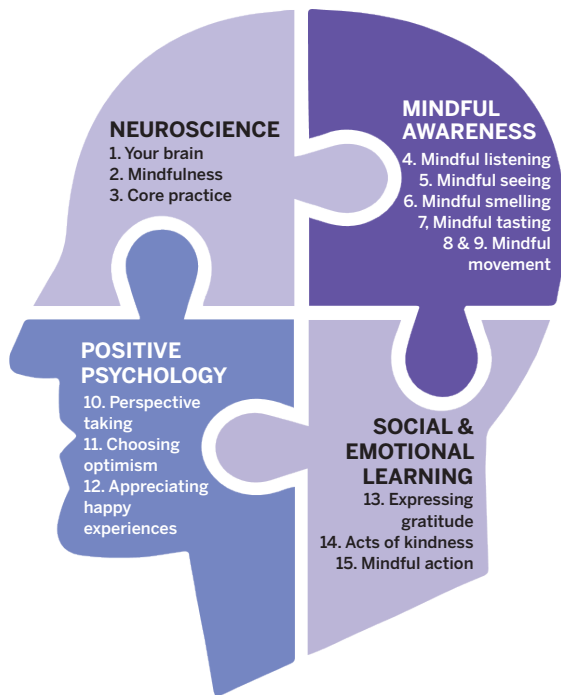 NEUROSCIENCE
1. Your brain
2. Mindfulness
3. Core practice
MINDFUL
AWARENESS
4. Mindful listening
5. Mindful seeing
6. Mindful smelling
7, Mindful tasting
8 & 9. Mindful
movement
POSITIVE
PSYCHOLOGY
10. Perspective
taking
11. Choosing
optimism
12. Appreciating
happy
experiences
SOCIAL &
EMOTIONAL
LEARNING
13. Expressing
gratitude
14. Acts of kindness
15. Mindful action